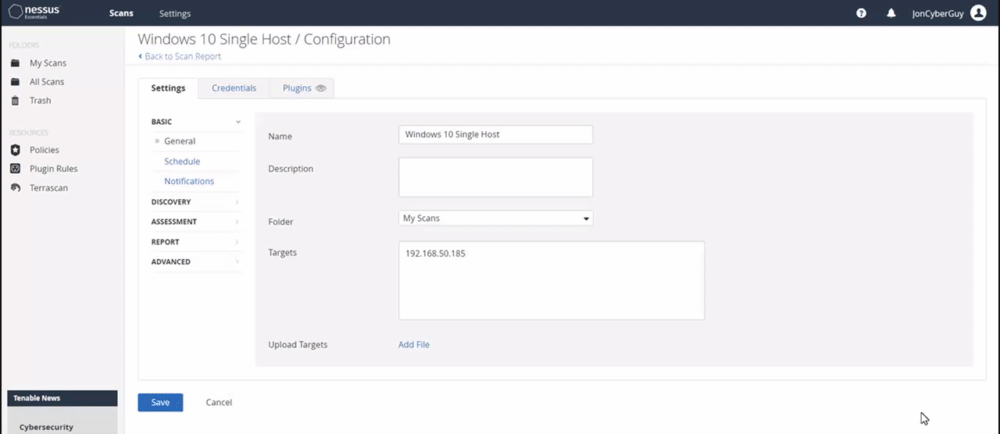 nessus Essentials Scans Settings JonCyberGuy
FOLDERS
My Scans
All Scans
Trash
RESOURCES
Policies
Plugin Rules
Terrascan
Tenable News
Cybersecurity
Windows 10 Single Host / Configuration
Back to Scan Report
Settings Credentials Plugins
BASIC
General
Schedule
Notifications
DISCOVERY
ASSESSMENT
REPORT
ADVANCED
Name Windows 10 Single Host
Description
Folder My Scans
Targets 192.168.50.185
Upload Targets Add File
Save Cancel